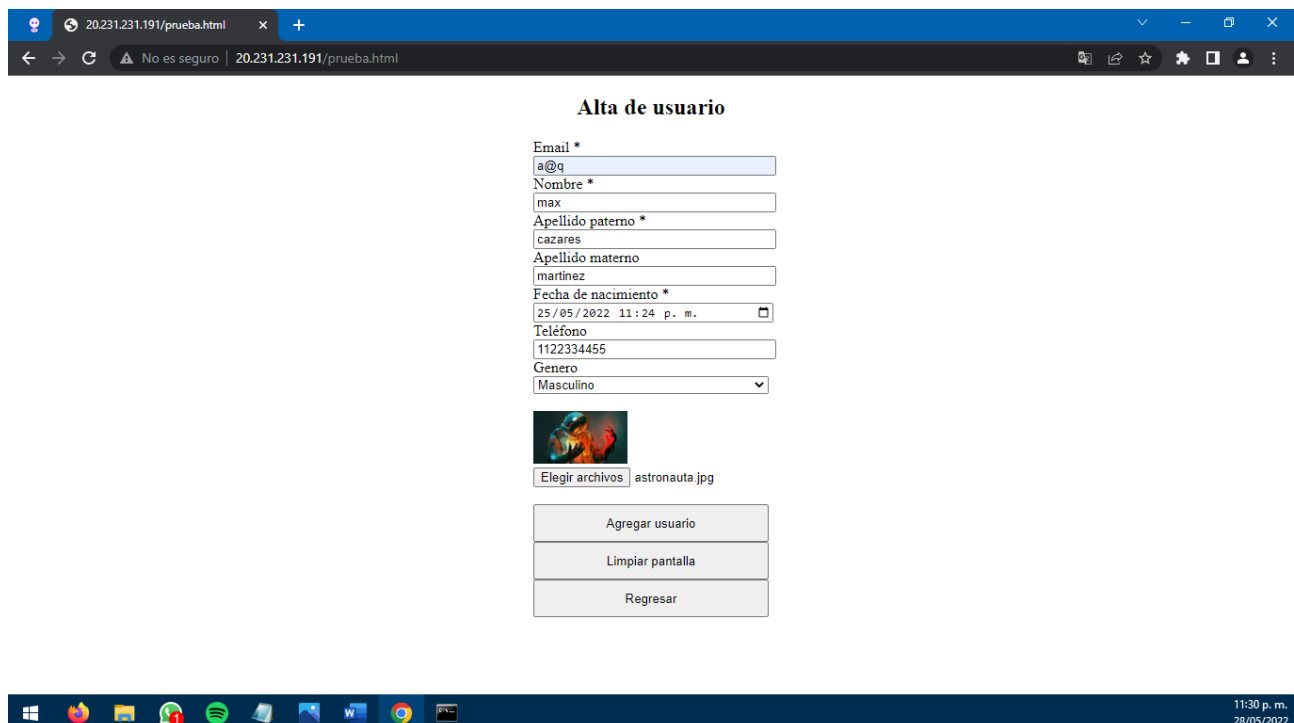 20.231.231.191/prueba.html
No es seguro | 20.231.231.191/prueba.html
Alta de usuario
Email *
a@q
Nombre *
max
Apellido paterno *
cazares
Apellido materno
martinez
Fecha de nacimiento *
25/05/2022 11:24 p. m.
Teléfono
1122334455
Genero
Masculino
Elegir archivos astronauta.jpg
Agregar usuario
Limpiar pantalla
Regresar
11:30 p. m.
28/05/2022